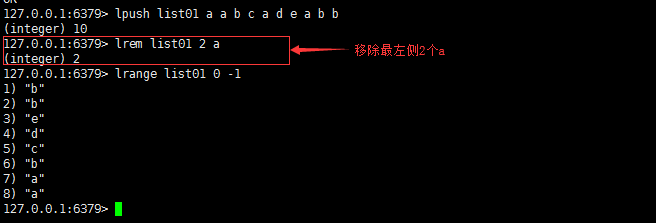 OK
127.0.0.1:6379> lpush list01 a a b c a d e a b b
(integer) 10
127.0.0.1:6379> lrem list01 2 a
(integer) 2
移除最左侧2个a
127.0.0.1:6379> lrange list01 0 -1
1) "b"
2) "b"
3) "e"
4) "d"
5) "c"
6) "b"
7) "a"
8) "a"
127.0.0.1:6379>